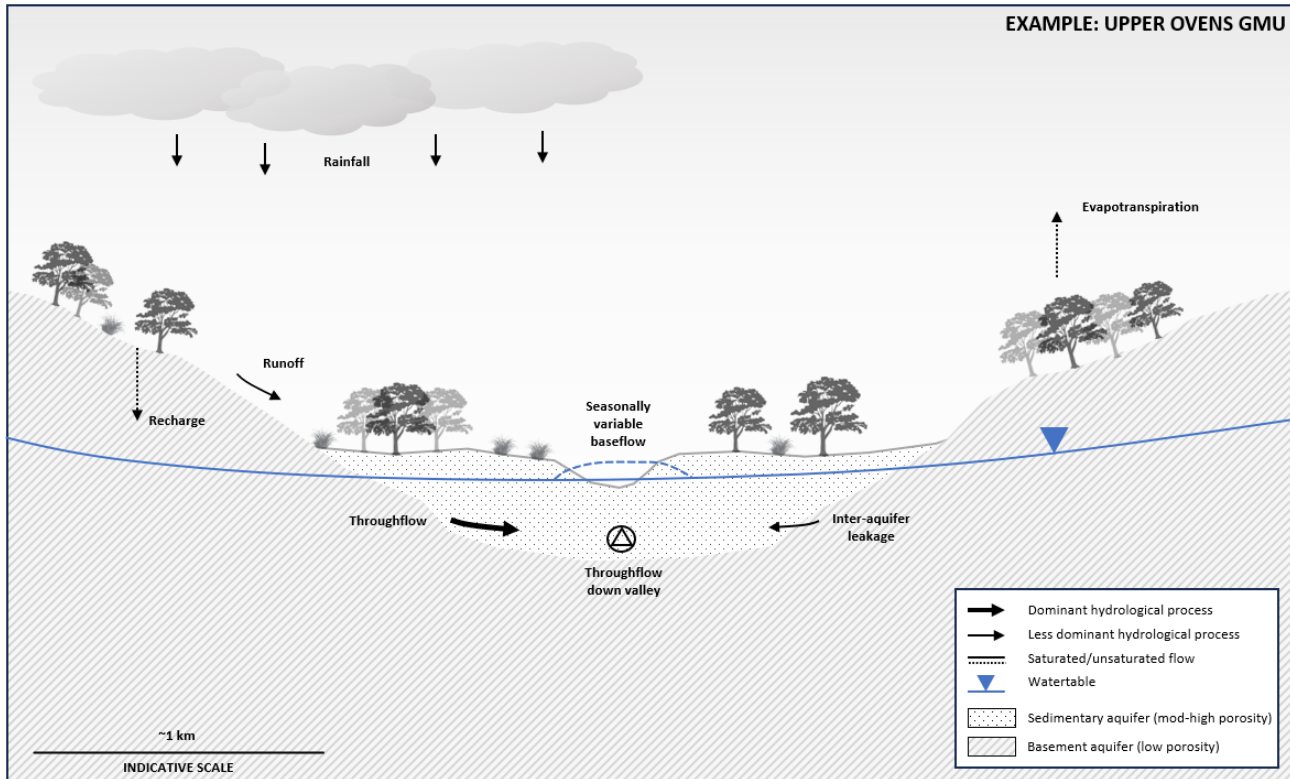 EXAMPLE: UPPER OVENS GMU
Rainfall
Evapotranspiration
Runoff
Recharge
Seasonally
variable
baseflow
Throughflow
Inter-aquifer
leakage
Throughflow
down valley
Dominant hydrological process
Less dominant hydrological process
Saturated/unsaturated flow
Watertable
Sedimentary aquifer (mod-high porosity)
Basement aquifer (low porosity)
~1 km
INDICATIVE SCALE